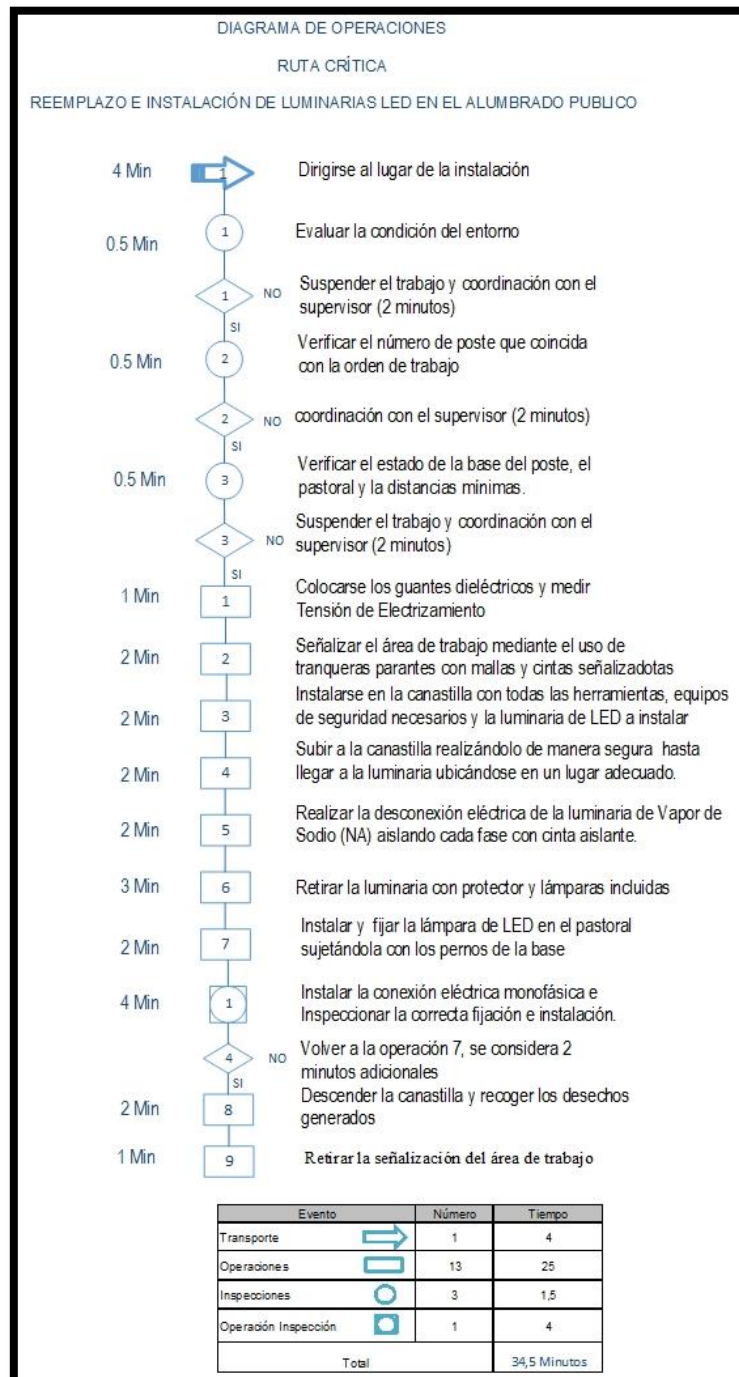 DIAGRAMA DE OPERACIONES
RUTA CRÍTICA
REEMPLAZO E INSTALACIÓN DE LUMINARIAS LED EN EL ALUMBRADO PUBLICO
4 Min
1
Dirigirse al lugar de la instalación
0.5 Min
1
Evaluar la condición del entorno
1
NO
Suspender el trabajo y coordinación con el
supervisor (2 minutos)
SI
0.5 Min
2
Verificar el número de poste que coincida
con la orden de trabajo
2
NO
coordinación con el supervisor (2 minutos)
SI
0.5 Min
3
Verificar el estado de la base del poste, el
pastoral y la distancias mínimas.
3
NO
Suspender el trabajo y coordinación con el
supervisor (2 minutos)
SI
1 Min
1
Colocarse los guantes dieléctricos y medir
Tensión de Electrizamiento
2 Min
2
Señalizar el área de trabajo mediante el uso de
tranqueras parantes con mallas y cintas señalizadotas
2 Min
3
Instalarse en la canastilla con todas las herramientas, equipos
de seguridad necesarios y la luminaria de LED a instalar
2 Min
4
Subir a la canastilla realizándolo de manera segura hasta
llegar a la luminaria ubicándose en un lugar adecuado.
2 Min
5
Realizar la desconexión eléctrica de la luminaria de Vapor de
Sodio (NA) aislando cada fase con cinta aislante.
3 Min
6
Retirar la luminaria con protector y lámparas incluidas
2 Min
7
Instalar y fijar la lámpara de LED en el pastoral
sujetándola con los pernos de la base
4 Min
1
Instalar la conexión eléctrica monofásica e
Inspeccionar la correcta fijación e instalación.
4
NO
Volver a la operación 7, se considera 2
minutos adicionales
SI
2 Min
8
Descender la canastilla y recoger los desechos
generados
1 Min
9
Retirar la señalización del área de trabajo
Evento Número Tiempo
Transporte 1 4
Operaciones 13 25
Inspecciones 3 1,5
Operación Inspección 1 4
Total 34,5 Minutos